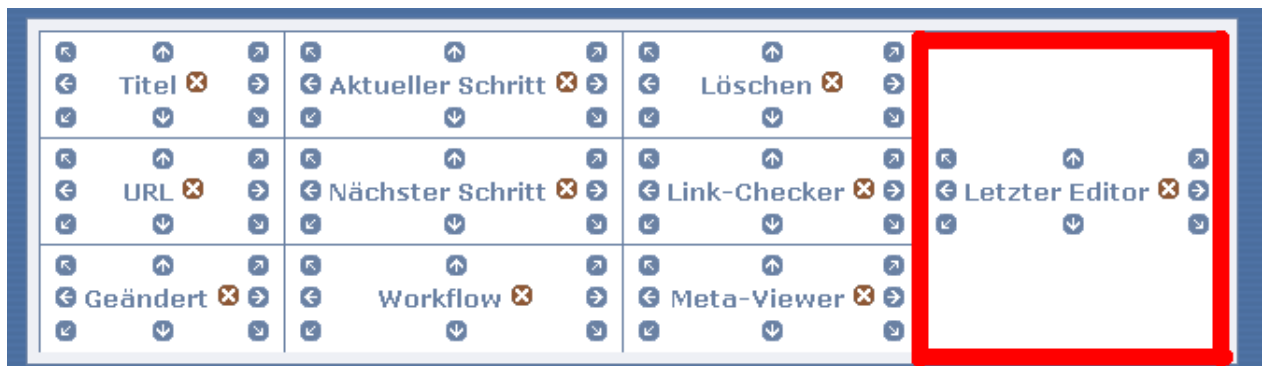 Titel
Aktueller Schritt
Löschen
URL
Nächster Schritt
Link-Checker
Letzter Editor
Geändert
Workflow
Meta-Viewer